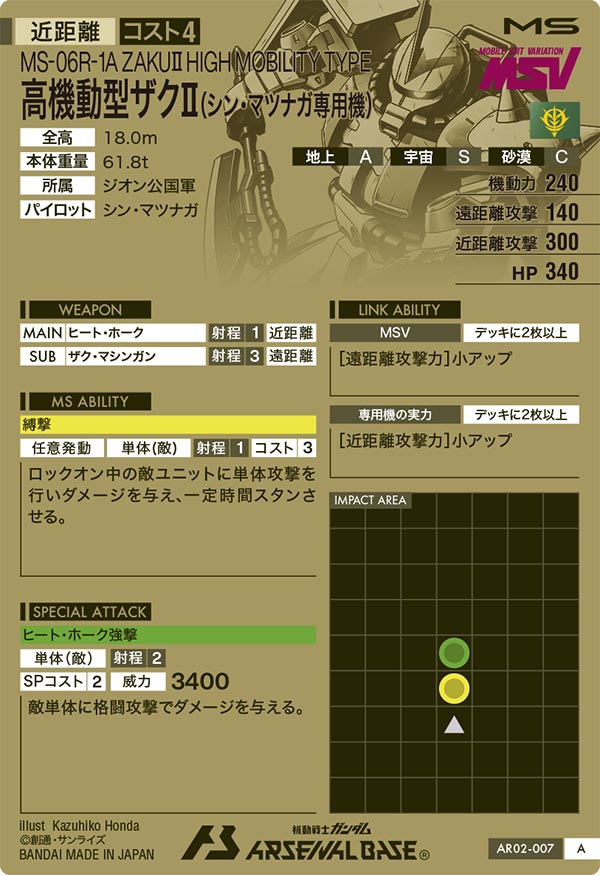 近距離 コスト4
MS
MS-06R-1A ZAKUⅡ HIGH MOBILITY TYPE
MOBILE SUIT VARIATION
MSV
高機動型ザクⅡ(シン・マツナガ専用機)
全高 18.0m
本体重量 61.8t
所属 ジオン公国軍
パイロット シン・マツナガ
地上 A 宇宙 S 砂漠 C
機動力 240
遠距離攻撃 140
近距離攻撃 300
HP 340
WEAPON
MAIN ヒート・ホーク 射程 1 近距離
SUB ザク・マシンガン 射程 3 遠距離
MS ABILITY
縛撃
任意発動 単体(敵) 射程 1 コスト 3
ロックオン中の敵ユニットに単体攻撃を
行いダメージを与え、一定時間スタンさ
せる。
SPECIAL ATTACK
ヒート・ホーク強撃
単体(敵) 射程 2
SPコスト 2 威力 3400
敵単体に格闘攻撃でダメージを与える。
LINK ABILITY
MSV デッキに2枚以上
[遠距離攻撃力]小アップ
専用機の実力 デッキに2枚以上
[近距離攻撃力]小アップ
IMPACT AREA
illust Kazuhiko Honda
©創通・サンライズ
BANDAI MADE IN JAPAN
機動戦士ガンダム
AB ARSENAL BASE®
AR02-007 A